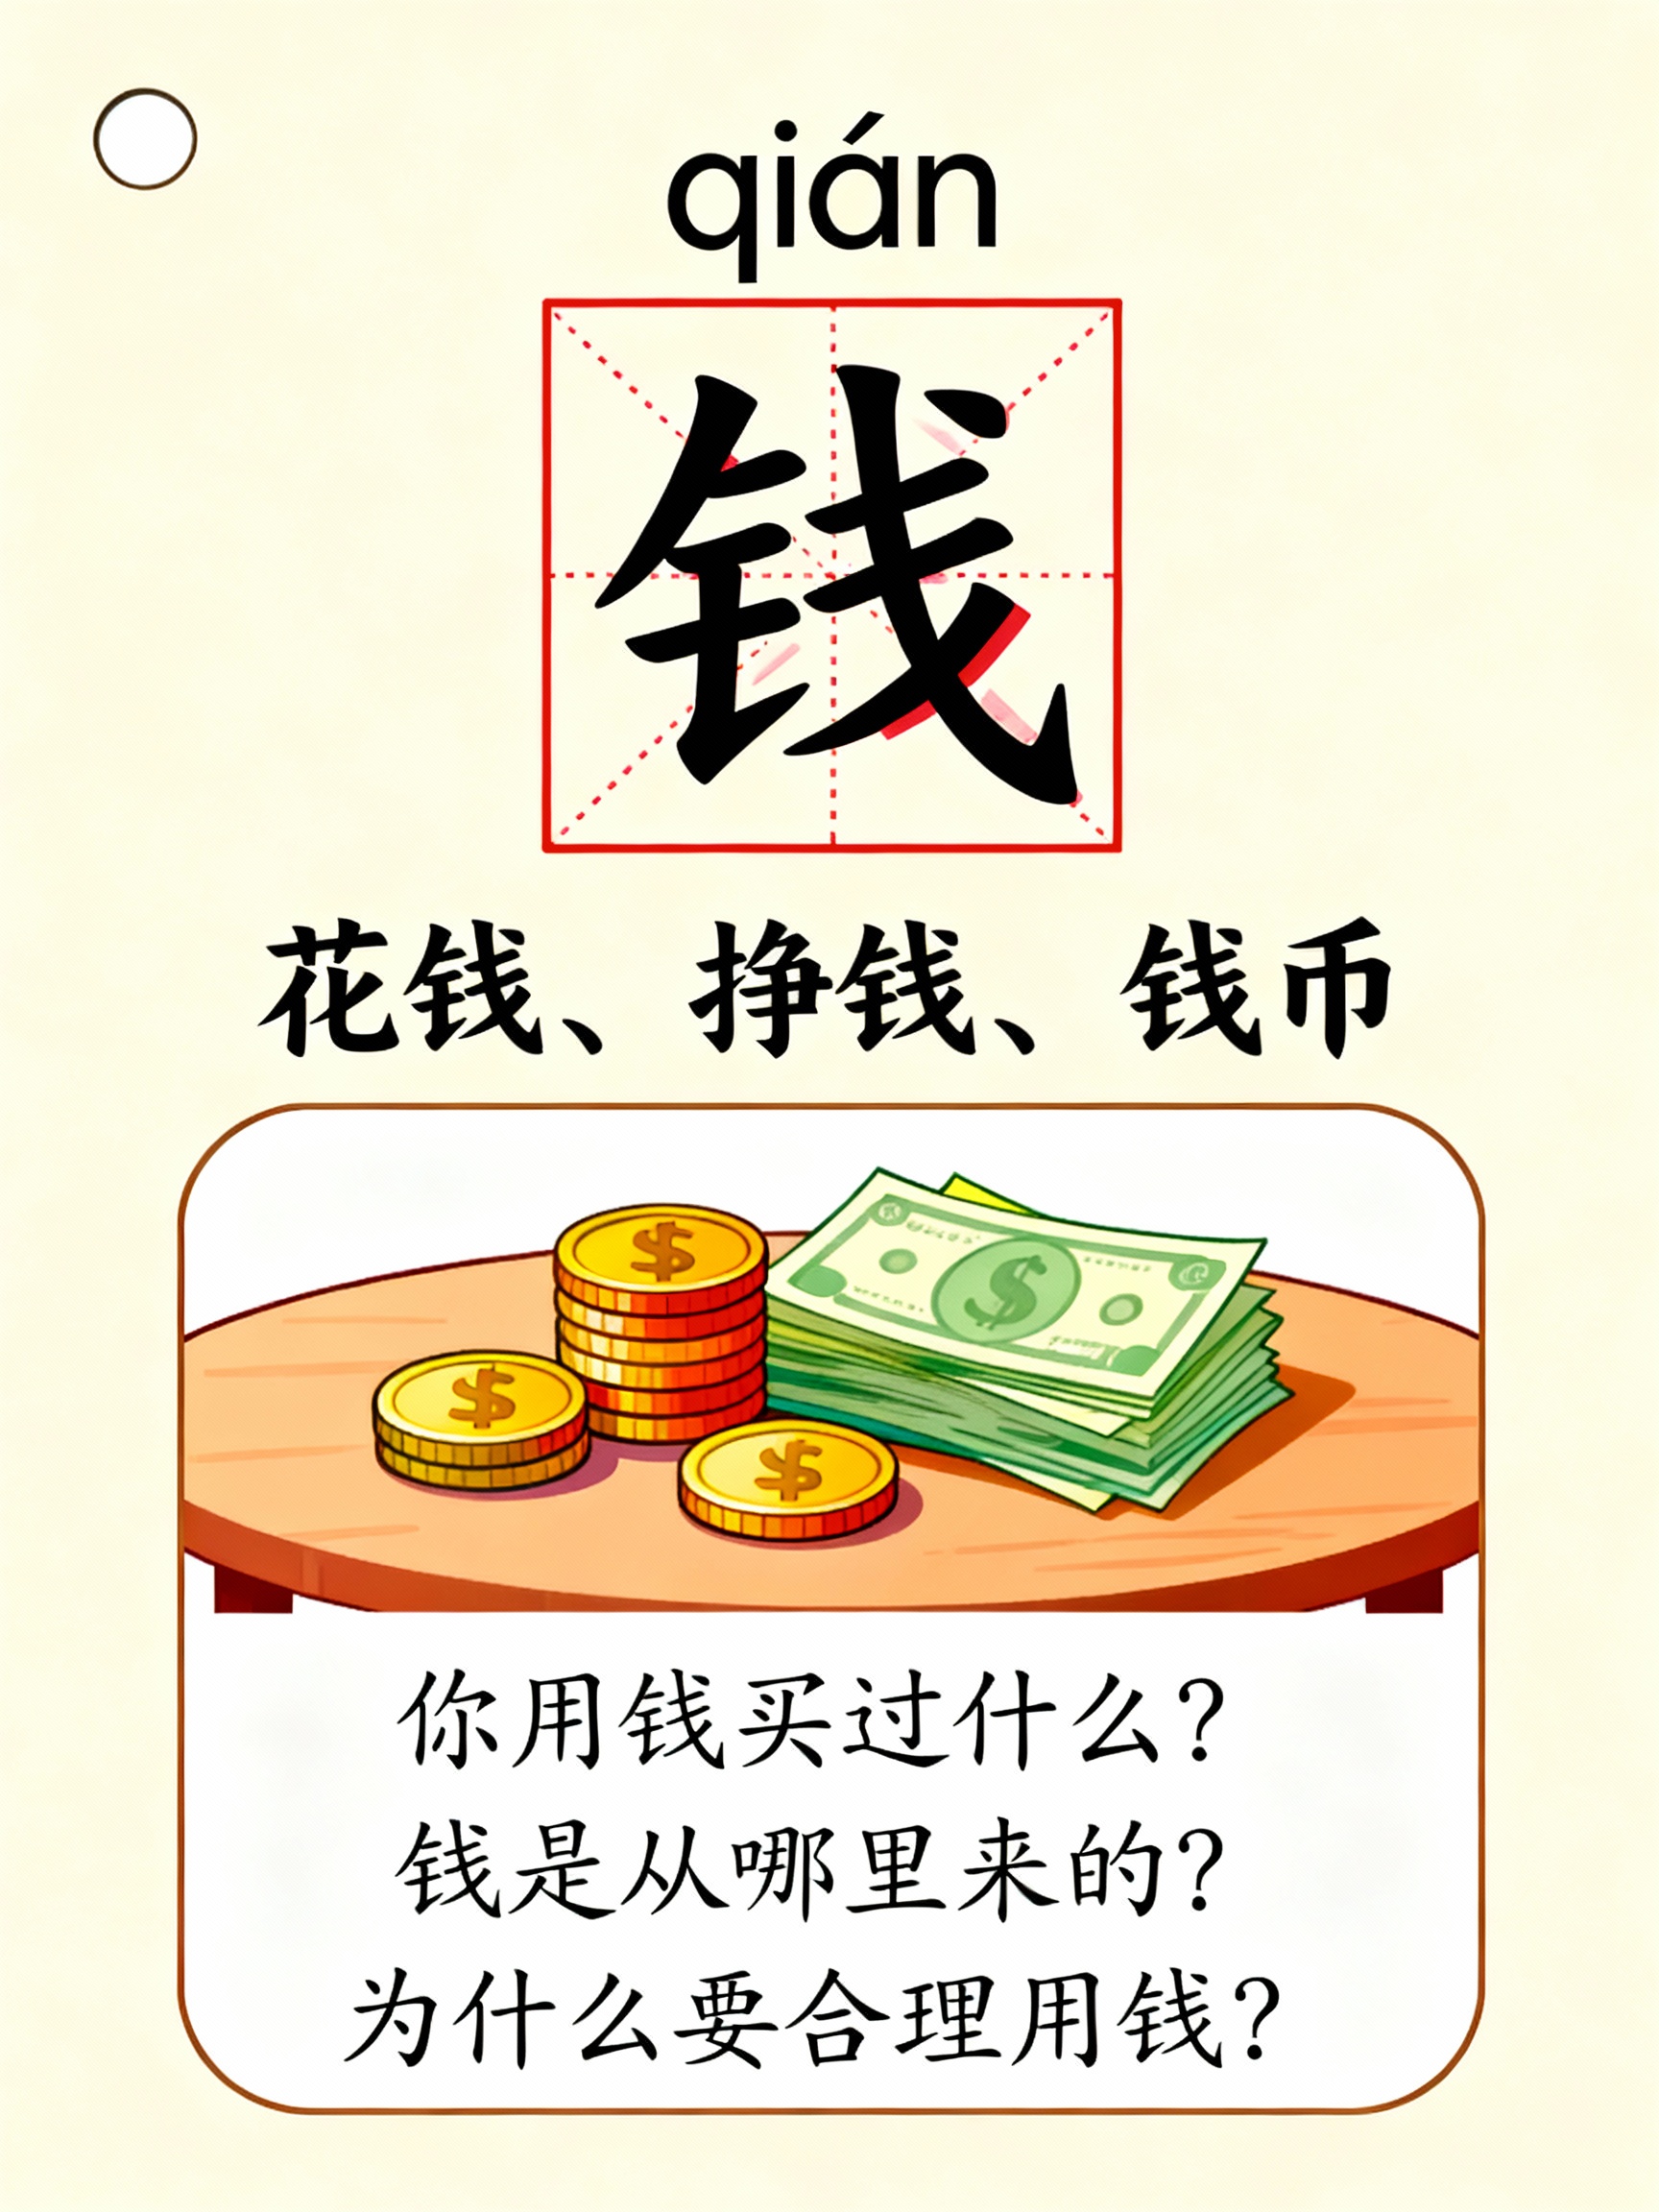 qián
钱
花钱、挣钱、钱币
$
$
$
$
你用钱买过什么？
钱是从哪里来的？
为什么要合理用钱？